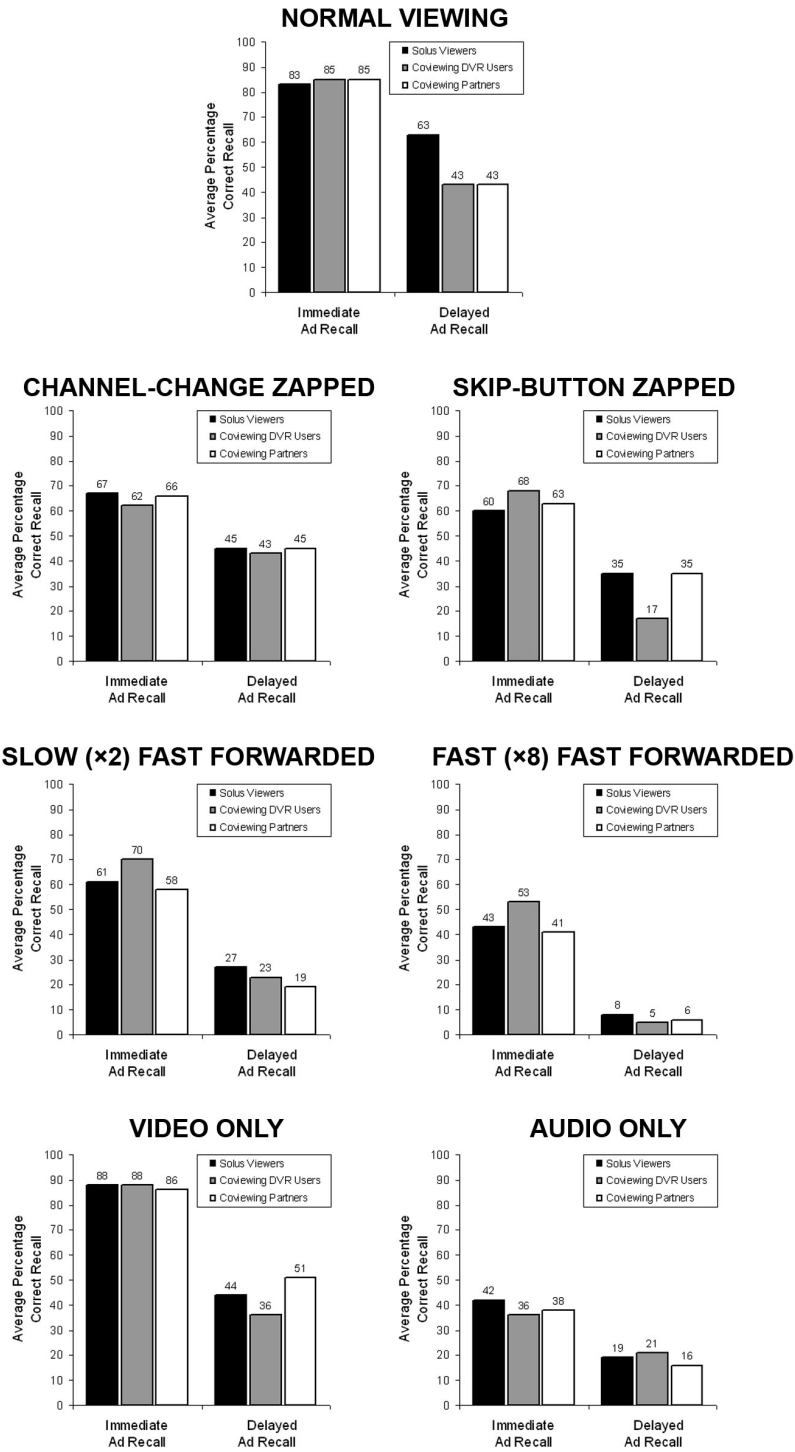 NORMAL VIEWING
Average Percentage
Correct Recall
100
90
80
70
60
50
40
30
20
10
0
Solus Viewers
Coviewing DVR Users
Coviewing Partners
83 85 85
63 43 43
Immediate Delayed
Ad Recall Ad Recall
CHANNEL-CHANGE ZAPPED
Average Percentage
Correct Recall
100
90
80
70
60
50
40
30
20
10
0
Solus Viewers
Coviewing DVR Users
Coviewing Partners
67 62 66
45 43 45
Immediate Delayed
Ad Recall Ad Recall
SKIP-BUTTON ZAPPED
Average Percentage
Correct Recall
100
90
80
70
60
50
40
30
20
10
0
Solus Viewers
Coviewing DVR Users
Coviewing Partners
60 68 63
35 17 35
Immediate Delayed
Ad Recall Ad Recall
SLOW (×2) FAST FORWARDED
Average Percentage
Correct Recall
100
90
80
70
60
50
40
30
20
10
0
Solus Viewers
Coviewing DVR Users
Coviewing Partners
61 70 58
27 23 19
Immediate Delayed
Ad Recall Ad Recall
FAST (×8) FAST FORWARDED
Average Percentage
Correct Recall
100
90
80
70
60
50
40
30
20
10
0
Solus Viewers
Coviewing DVR Users
Coviewing Partners
43 53 41
8 5 6
Immediate Delayed
Ad Recall Ad Recall
VIDEO ONLY
Average Percentage
Correct Recall
100
90
80
70
60
50
40
30
20
10
0
Solus Viewers
Coviewing DVR Users
Coviewing Partners
88 88 86
44 36 51
Immediate Delayed
Ad Recall Ad Recall
AUDIO ONLY
Average Percentage
Correct Recall
100
90
80
70
60
50
40
30
20
10
0
Solus Viewers
Coviewing DVR Users
Coviewing Partners
42 36 38
19 21 16
Immediate Delayed
Ad Recall Ad Recall